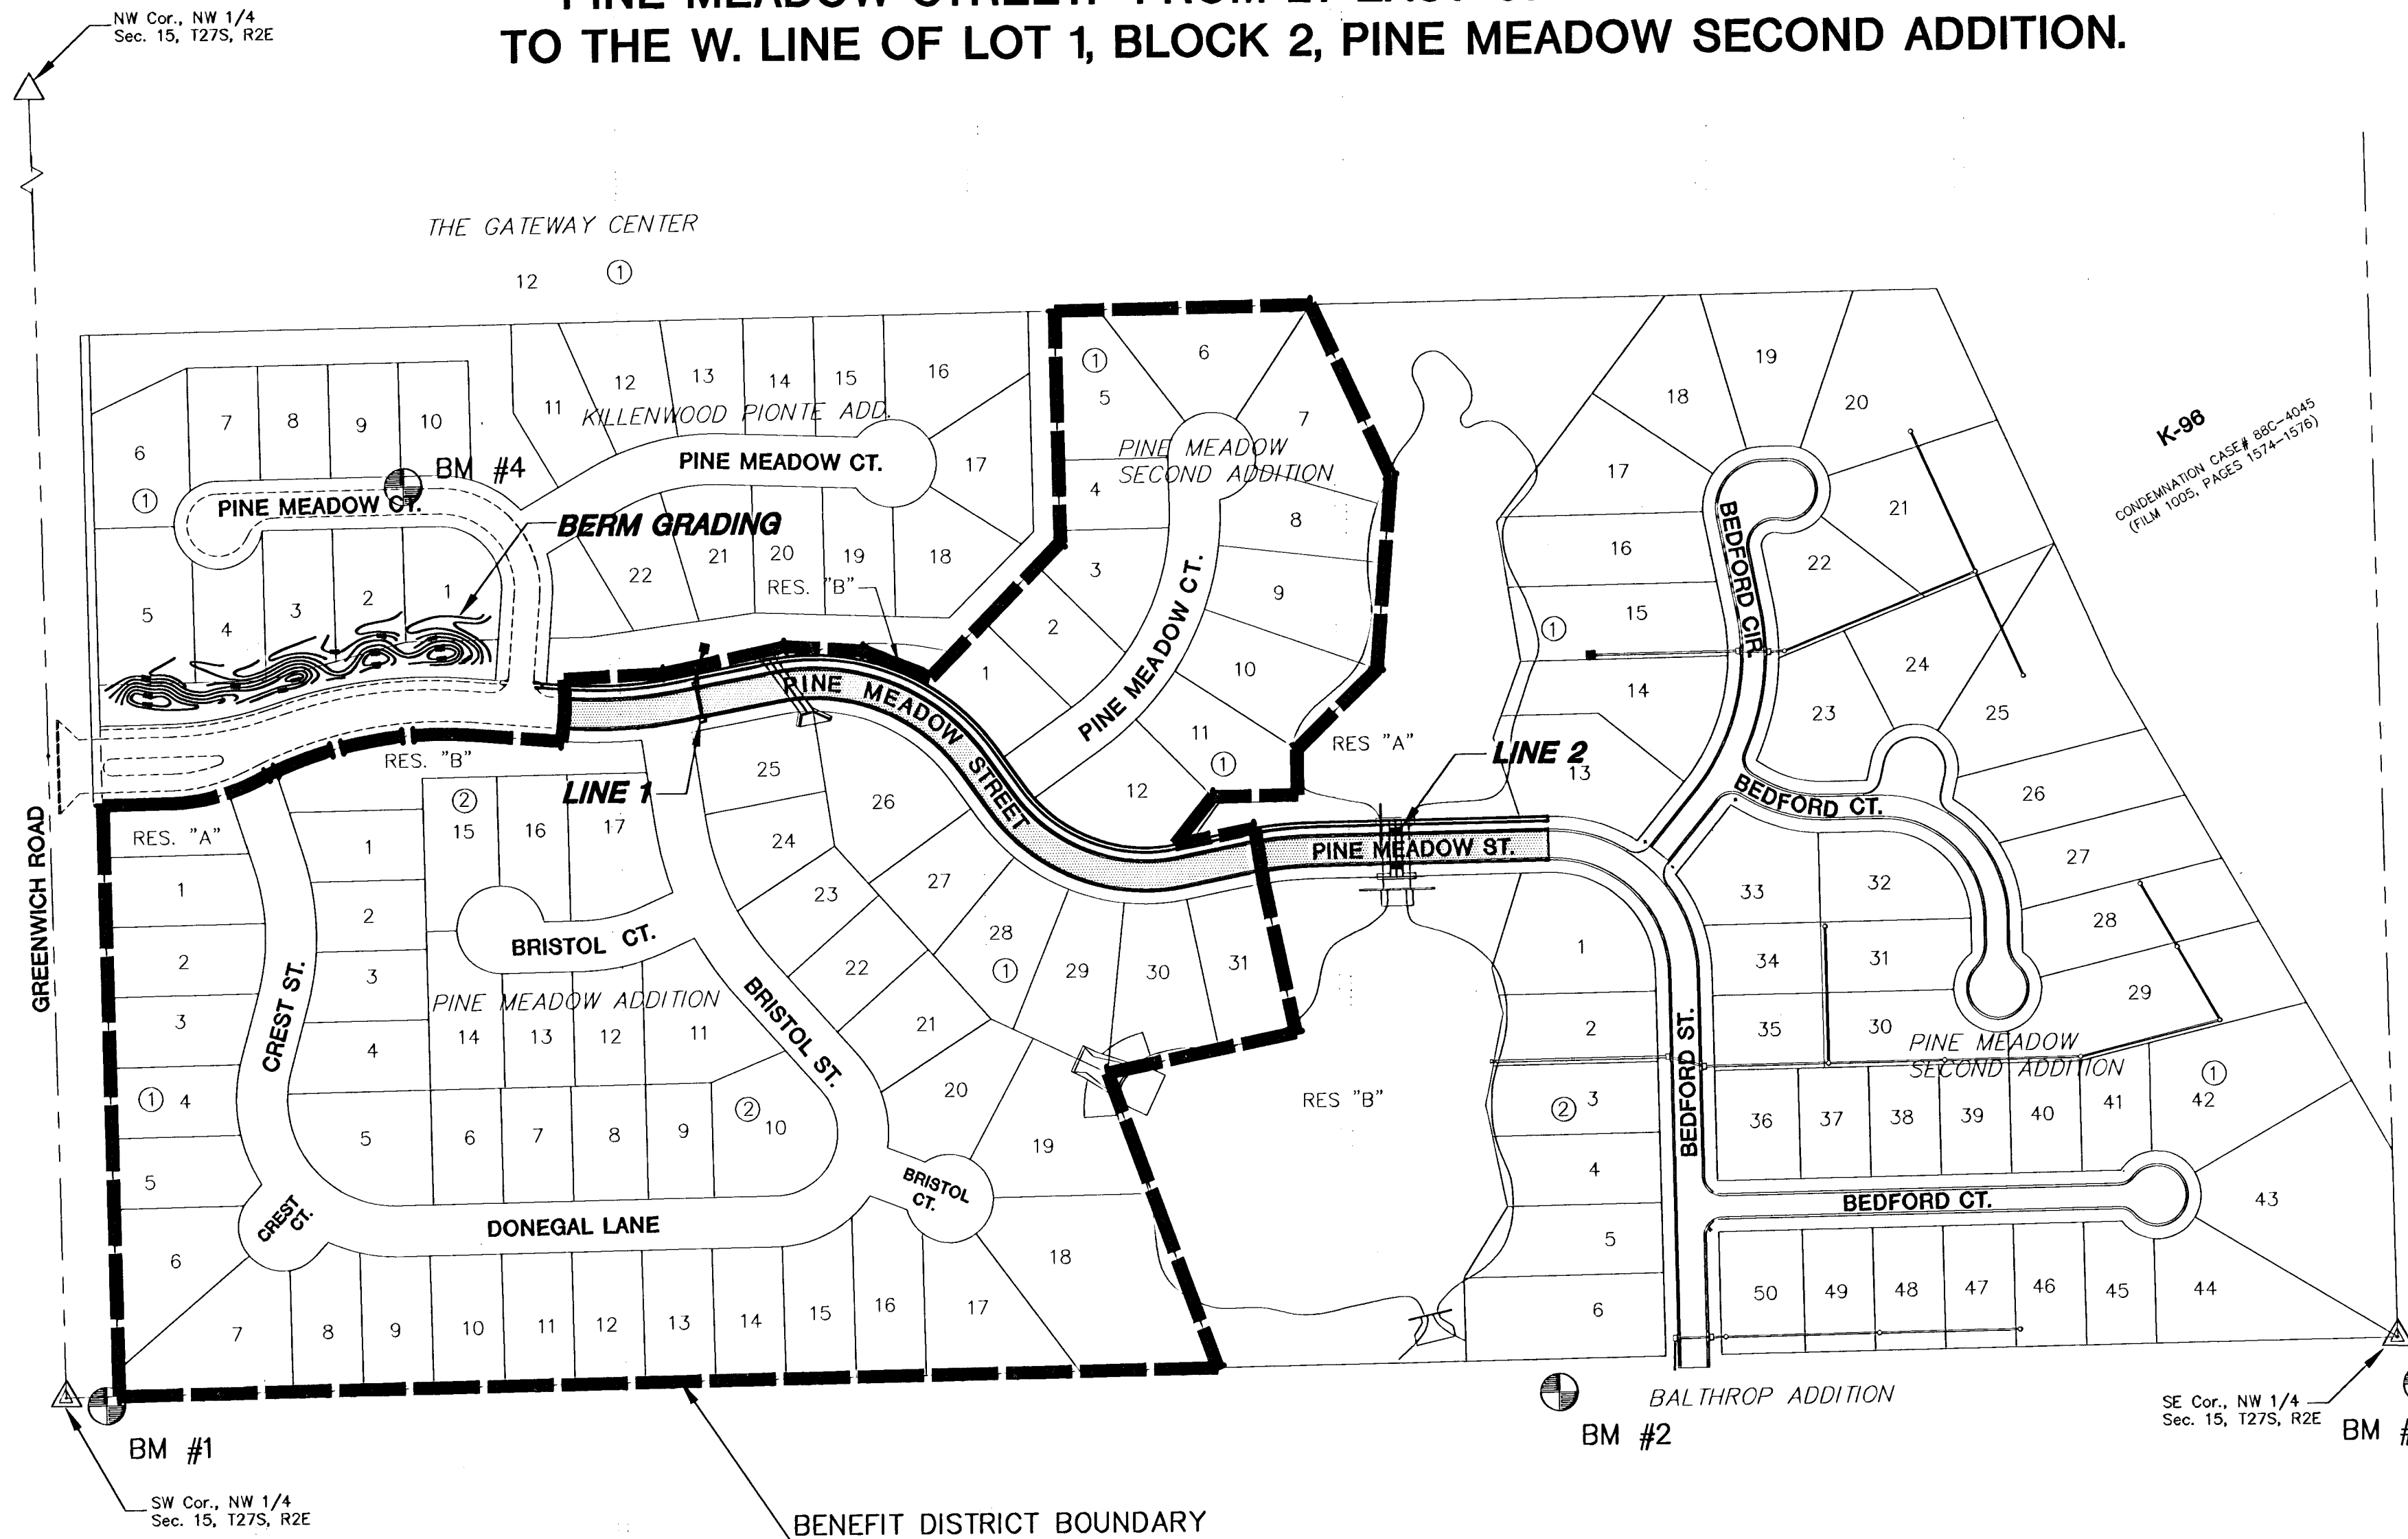 TO THE W. LINE OF LOT 1, BLOCK 2, PINE MEADOW SECOND ADDITION.
NW Cor., NW 1/4
Sec. 15, T27S, R2E
THE GATEWAY CENTER
12
1
6
7
8
9
10
11
12
13
14
15
16
17
18
19
20
21
22
KILLENWOOD PIONTE ADD.
PINE MEADOW CT.
BM #4
PINE MEADOW CT.
1
BERM GRADING
5
4
3
2
1
RES. "B"
1
5
6
7
4
PINE MEADOW
SECOND ADDITION
3
8
2
9
1
10
11
12
1
PINE MEADOW CT.
RES "A"
LINE 2
PINE MEADOW
STREET
PINE MEADOW ST.
LINE 1
RES. "B"
GREENWICH ROAD
RES. "A"
1
2
3
1
4
5
6
7
8
9
10
11
12
13
14
15
16
17
18
19
20
21
22
23
24
25
26
27
28
1
29
30
31
CREST ST.
CREST
CT.
DONEGAL LANE
BRISTOL
CT.
BRISTOL ST.
BRISTOL CT.
PINE MEADOW ADDITION
2
15
16
17
1
2
3
4
14
13
12
11
5
6
7
8
9
2
10
RES "B"
19
18
20
17
21
16
22
15
1
14
13
24
23
25
26
27
28
29
33
32
34
31
35
30
BEDFORD CIR.
BEDFORD CT.
K-96
CONDEMNATION CASE# 88C-4045
(FILM 1005, PAGES 1574-1576)
PINE MEADOW
SECOND ADDITION
1
BEDFORD ST.
1
2
2
3
4
5
6
36
37
38
39
40
41
42
43
BEDFORD CT.
50
49
48
47
46
45
44
BALTHROP ADDITION
BM #1
BM #2
SE Cor., NW 1/4
Sec. 15, T27S, R2E
BM #
SW Cor., NW 1/4
Sec. 15, T27S, R2E
BENEFIT DISTRICT BOUNDARY